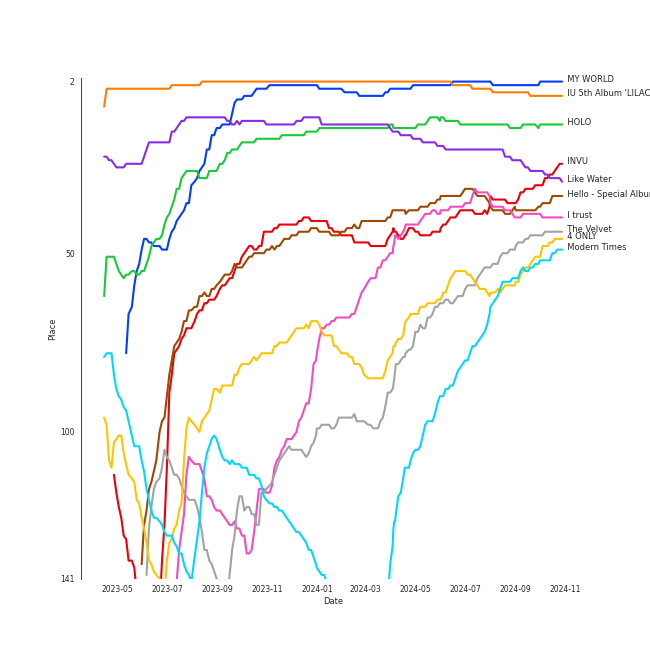 2
50
100
141
Place
2023-05
2023-07
2023-09
2023-11
2024-01
2024-03
2024-05
2024-07
2024-09
2024-11
Date
MY WORLD
IU 5th Album 'LILAC
HOLO
INVU
Like Water
Hello - Special Albu
I trust
The Velvet
4 ONLY
Modern Times